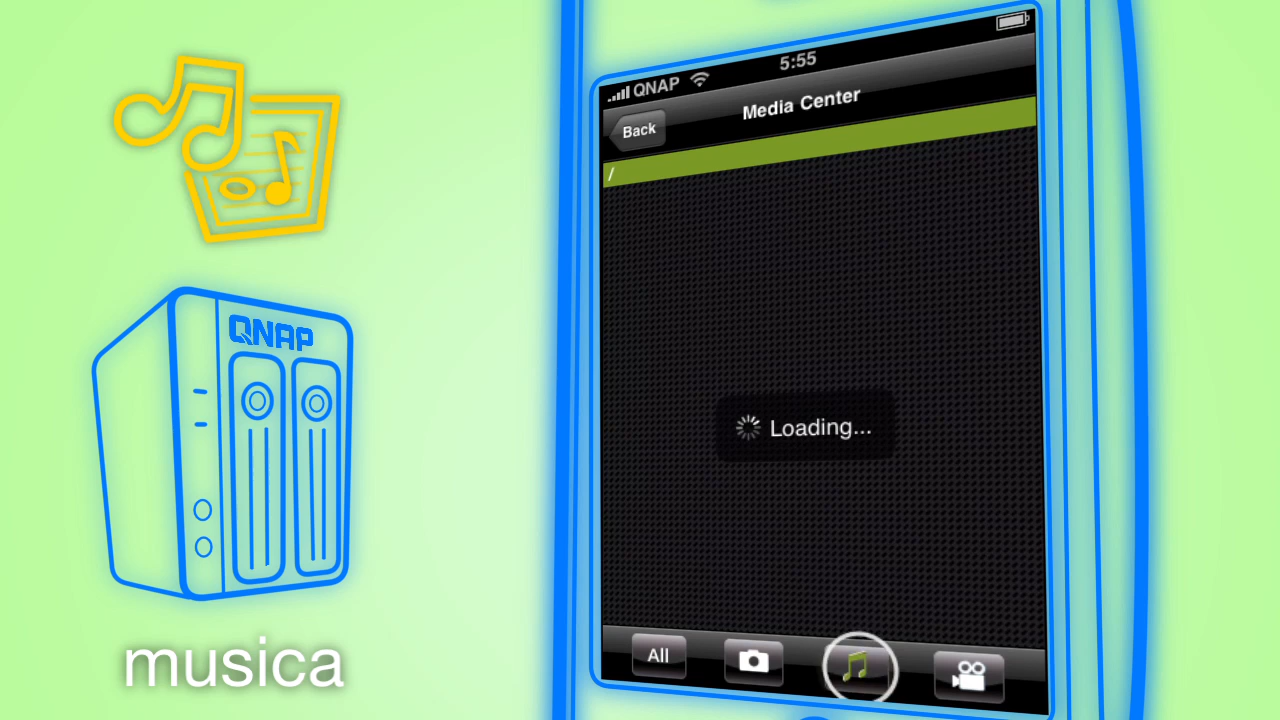 QNAP
musica
QNAP 5:55
Back Media Center
/
Loading...
All